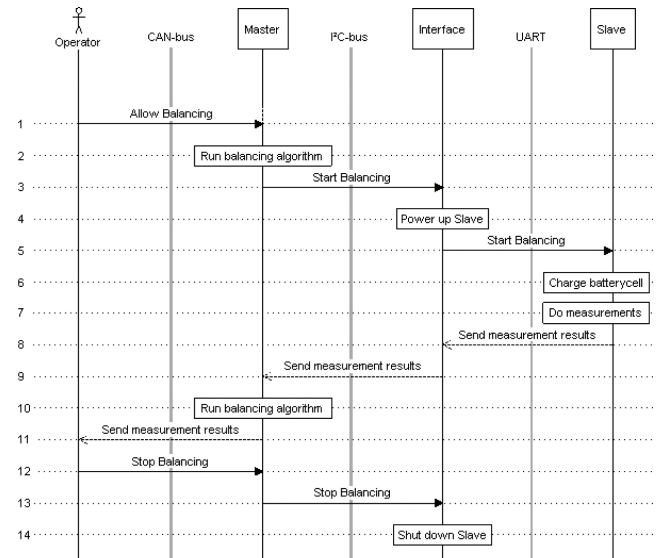 Operator
CAN-bus
Master
I²C-bus
Interface
UART
Slave
1
Allow Balancing
2
Run balancing algorithm
3
Start Balancing
4
Power up Slave
5
Start Balancing
6
Charge batterycell
7
Do measurements
8
Send measurement results
9
Send measurement results
10
Run balancing algorithm
11
Send measurement results
12
Stop Balancing
13
Stop Balancing
14
Shut down Slave